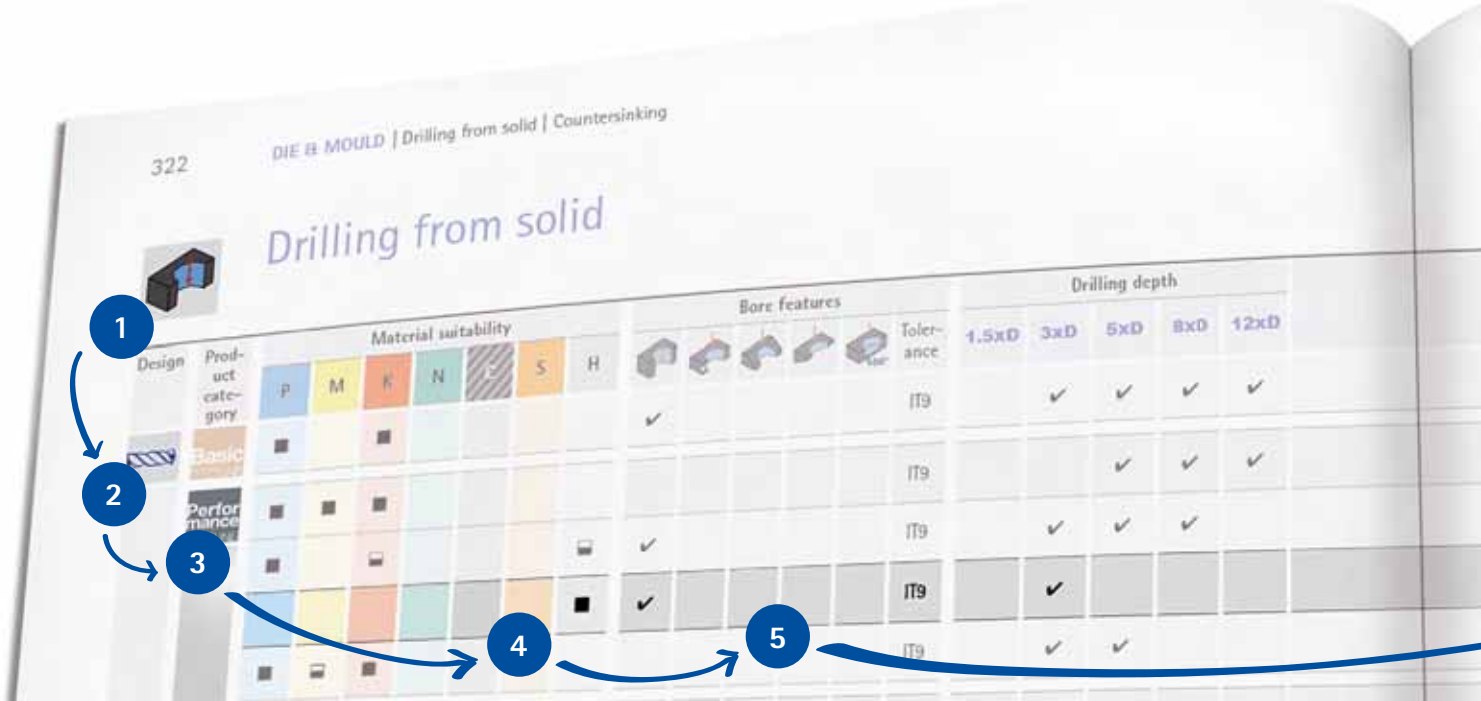 322
DIE & MOULD | Drilling from solid | Countersinking
Drilling from solid
1
Design
Prod-
uct
cate-
gory
Material suitability
P M K N S H
Bore features
Toler-
ance
Drilling depth
1.5xD 3xD 5xD 8xD 12xD
Basic
IT9
2
Perfor
mance
IT9
3
IT9
IT9
4
5
IT9